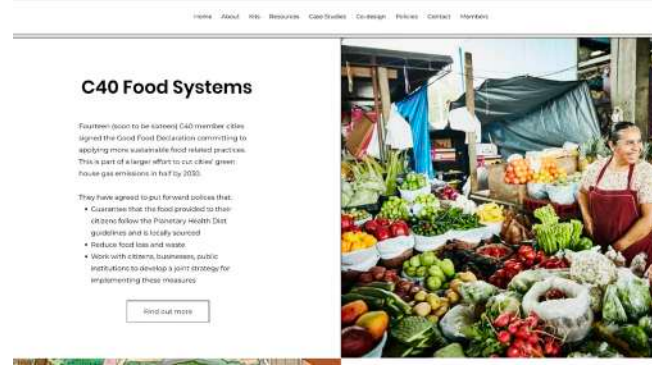 Home About Kits Resources Case Studies Co-design Policies Contact Members
C40 Food Systems
Fourteen (soon to be sixteen) C40 member cities
signed the Good Food Declaration committing to
applying more sustainable food related practices.
This is part of a larger effort to cut cities' green
house gas emissions in half by 2030.
They have agreed to put forward polices that:
• Guarantee that the food provided to their
citizens follow the Planetary Health Diet
guidelines and is locally sourced
• Reduce food loss and waste
• Work with citizens, businesses, public
institutions to develop a joint strategy for
implementing these measures
Find out more